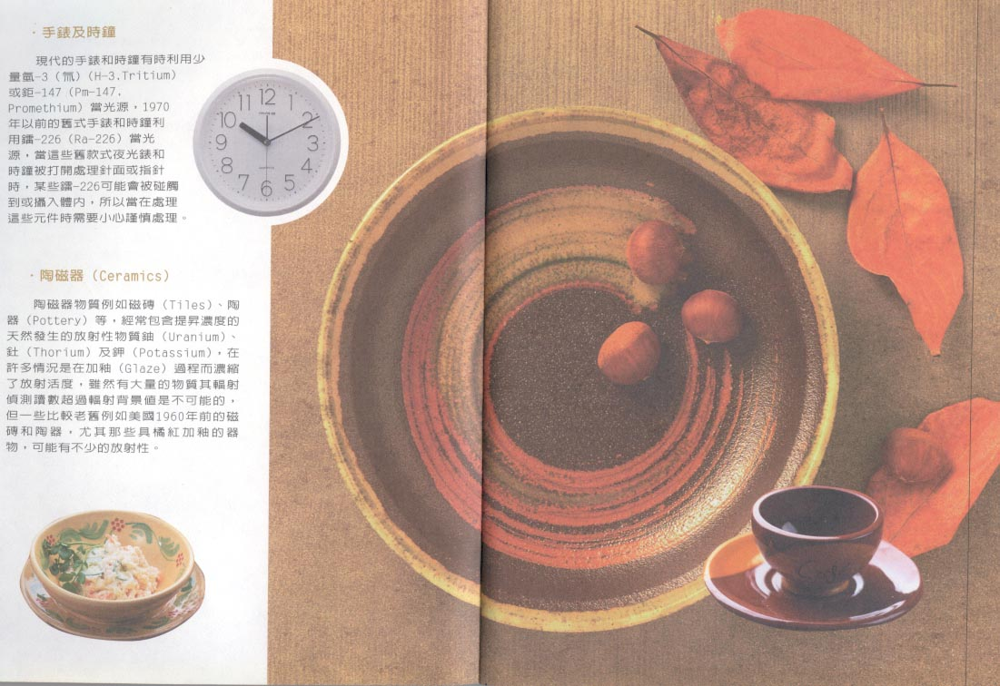 ・手錶及時鐘
現代的手錶和時鐘有時利用少
量氫-3（氚）(H-3.Tritium)
或鉅-147（Pm-147.
Promethium）當光源，1970
年以前的舊式手錶和時鐘利
用鐳-226（Ra-226）當光
源，當這些舊款式夜光錶和
時鐘被打開處理針面或指針
時，某些鐳-226可能會被碰觸
到或攝入體內，所以當在處理
這些元件時需要小心謹慎處理。
12
11 1
10 2
9 3
8 4
7 5
6
・陶磁器（Ceramics）
陶磁器物質例如磁磚（Tiles）、陶
器（Pottery）等，經常包含提昇濃度的
天然發生的放射性物質鈾（Uranium）、
釷（Thorium）及鉀（Potassium），在
許多情況是在加釉（Glaze）過程而濃縮
了放射活度，雖然有大量的物質其輻射
偵測讀數超過輻射背景值是不可能的，
但一些比較老舊例如美國1960年前的磁
磚和陶器，尤其那些具橘紅加釉的器
物，可能有不少的放射性。